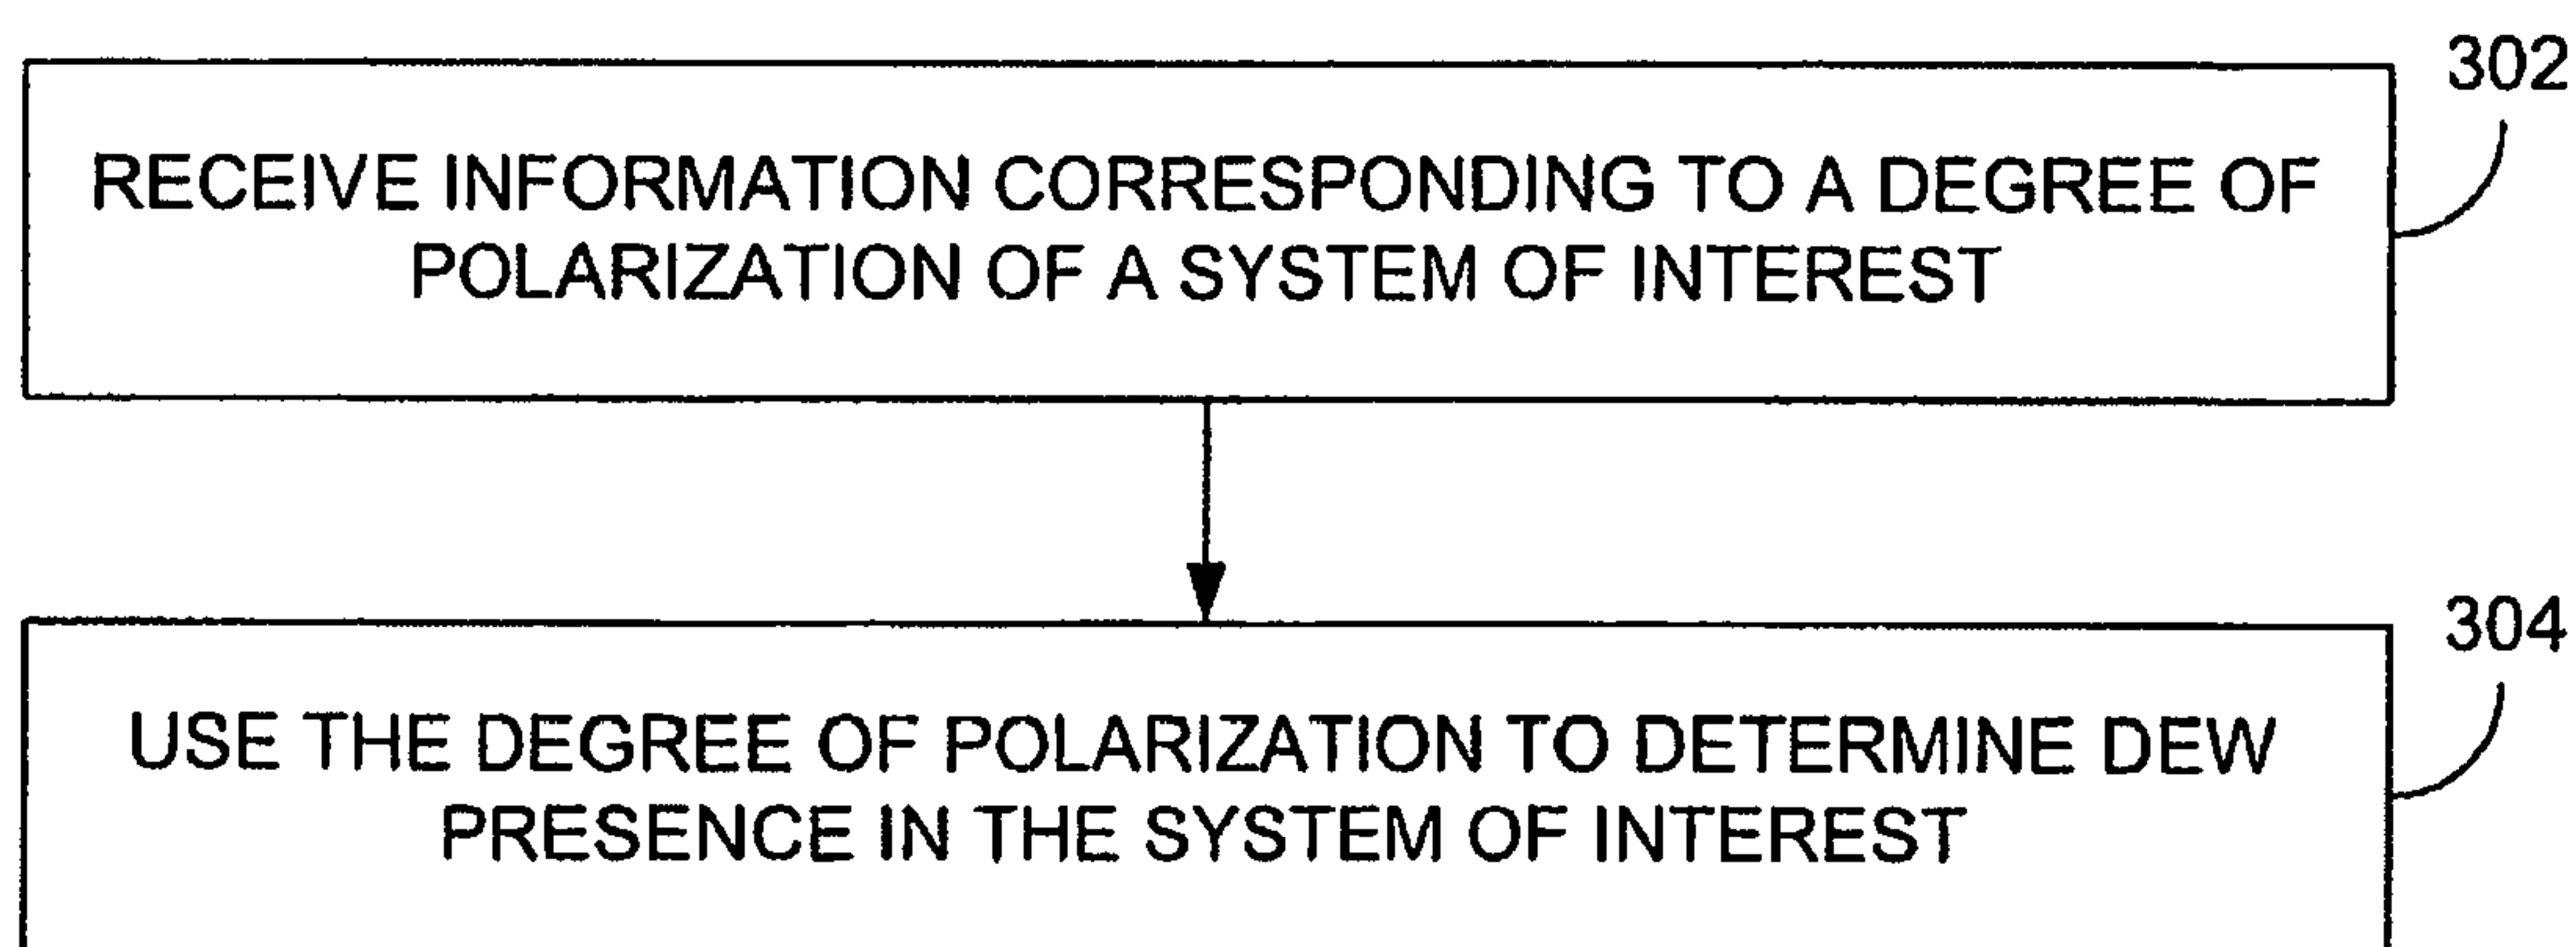 302
RECEIVE INFORMATION CORRESPONDING TO A DEGREE OF
POLARIZATION OF A SYSTEM OF INTEREST
304
USE THE DEGREE OF POLARIZATION TO DETERMINE DEW
PRESENCE IN THE SYSTEM OF INTEREST